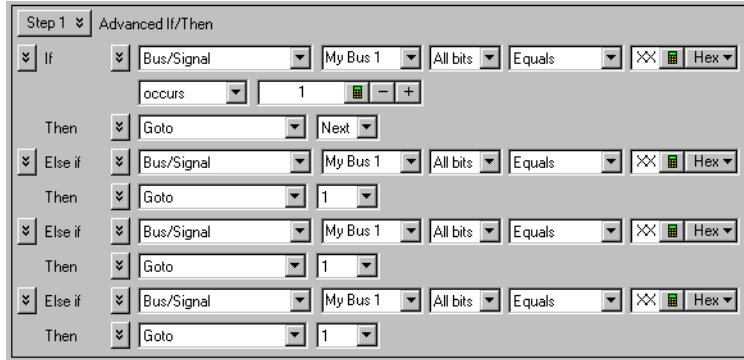 Step 1 Advanced If/Then
If Bus/Signal My Bus 1 All bits Equals XX Hex
occurs 1 − +
Then Goto Next
Else if Bus/Signal My Bus 1 All bits Equals XX Hex
Then Goto 1
Else if Bus/Signal My Bus 1 All bits Equals XX Hex
Then Goto 1
Else if Bus/Signal My Bus 1 All bits Equals XX Hex
Then Goto 1